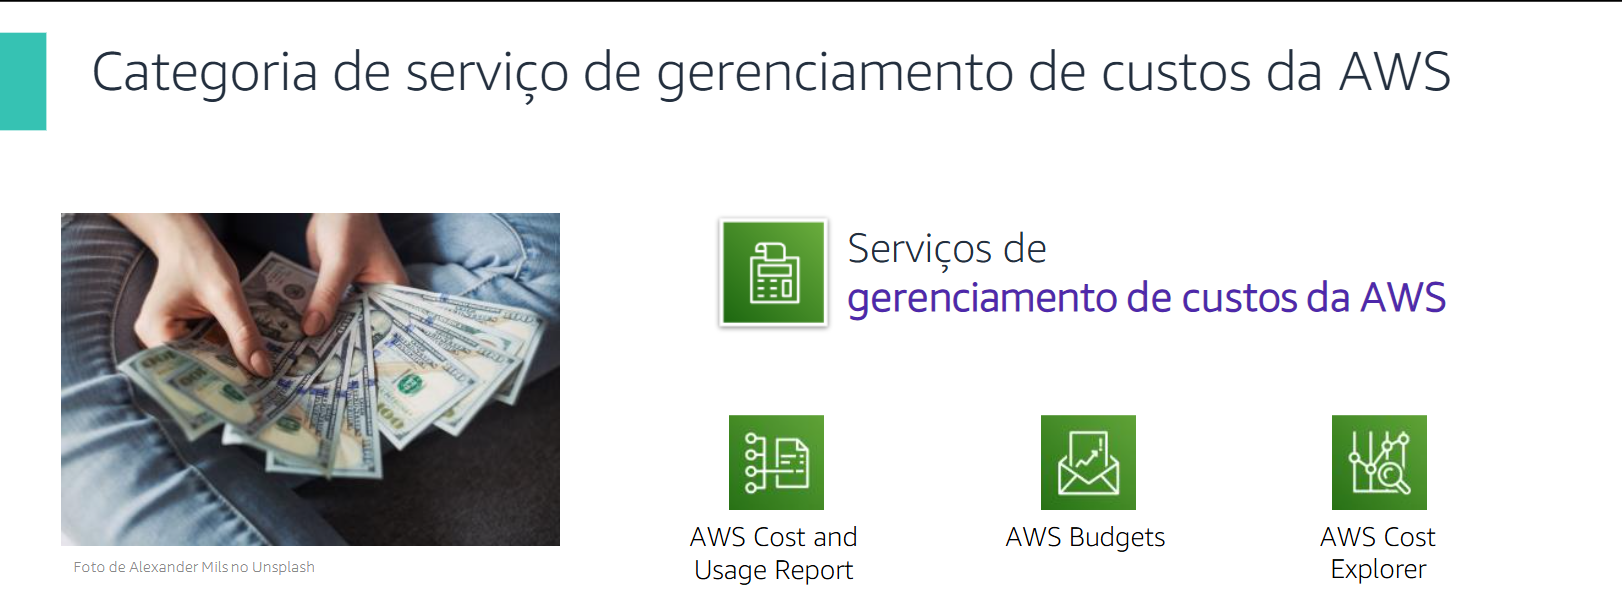 Categoria de serviço de gerenciamento de custos da AWS
Serviços de
gerenciamento de custos da AWS
AWS Cost and
Usage Report
AWS Budgets
AWS Cost
Explorer
Foto de Alexander Mils no Unsplash